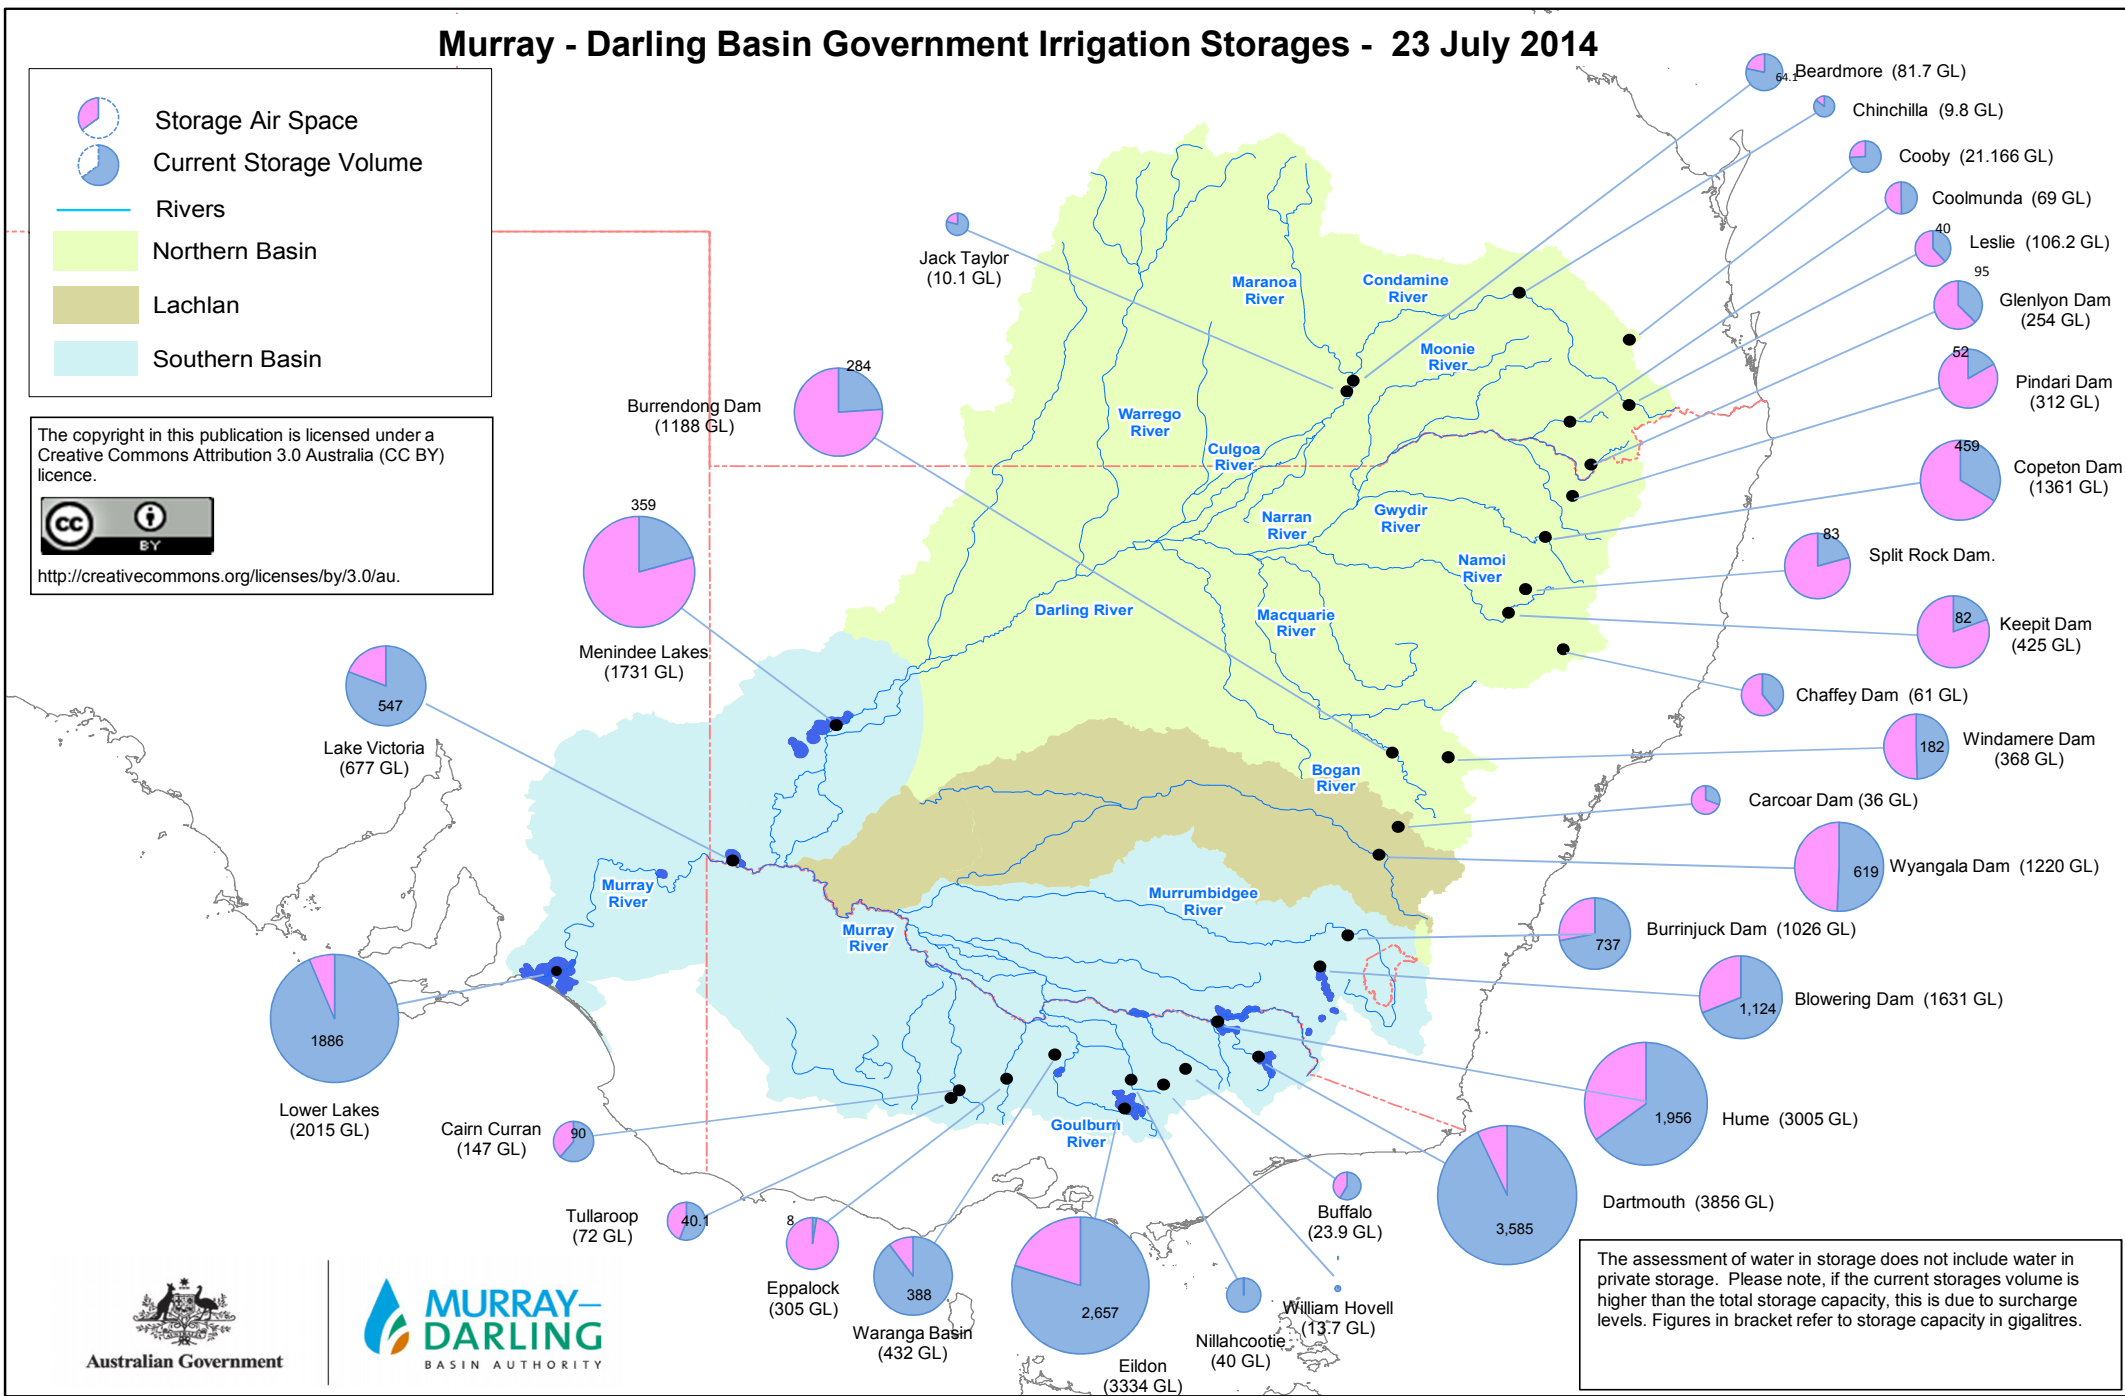 Murray - Darling Basin Government Irrigation Storages - 23 July 2014
Storage Air Space
Current Storage Volume
Rivers
Northern Basin
Lachlan
Southern Basin
The copyright in this publication is licensed under a
Creative Commons Attribution 3.0 Australia (CC BY)
licence.
cc
BY
http://creativecommons.org/licenses/by/3.0/au.
64.1
Beardmore (81.7 GL)
Chinchilla (9.8 GL)
Cooby (21.166 GL)
Coolmunda (69 GL)
40
Leslie (106.2 GL)
95
Glenlyon Dam
(254 GL)
52
Pindari Dam
(312 GL)
459
Copeton Dam
(1361 GL)
83
Split Rock Dam.
82
Keepit Dam
(425 GL)
Chaffey Dam (61 GL)
182
Windamere Dam
(368 GL)
Carcoar Dam (36 GL)
619
Wyangala Dam (1220 GL)
737
Burrinjuck Dam (1026 GL)
1,124
Blowering Dam (1631 GL)
1,956
Hume (3005 GL)
3,585
Dartmouth (3856 GL)
Jack Taylor
(10.1 GL)
284
Burrendong Dam
(1188 GL)
359
Menindee Lakes
(1731 GL)
547
Lake Victoria
(677 GL)
1886
Lower Lakes
(2015 GL)
90
Cairn Curran
(147 GL)
40.1
Tullaroop
(72 GL)
8
Eppalock
(305 GL)
388
Waranga Basin
(432 GL)
2,657
Eildon
(3334 GL)
Nillahcootie
(40 GL)
William Hovell
(13.7 GL)
Buffalo
(23.9 GL)
Maranoa
River
Condamine
River
Moonie
River
Warrego
River
Culgoa
River
Narran
River
Gwydir
River
Namoi
River
Darling River
Macquarie
River
Bogan
River
Murray
River
Murray
River
Murrumbidgee
River
Goulburn
River
The assessment of water in storage does not include water in
private storage. Please note, if the current storages volume is
higher than the total storage capacity, this is due to surcharge
levels. Figures in bracket refer to storage capacity in gigalitres.
Australian Government
MURRAY–
DARLING
BASIN AUTHORITY